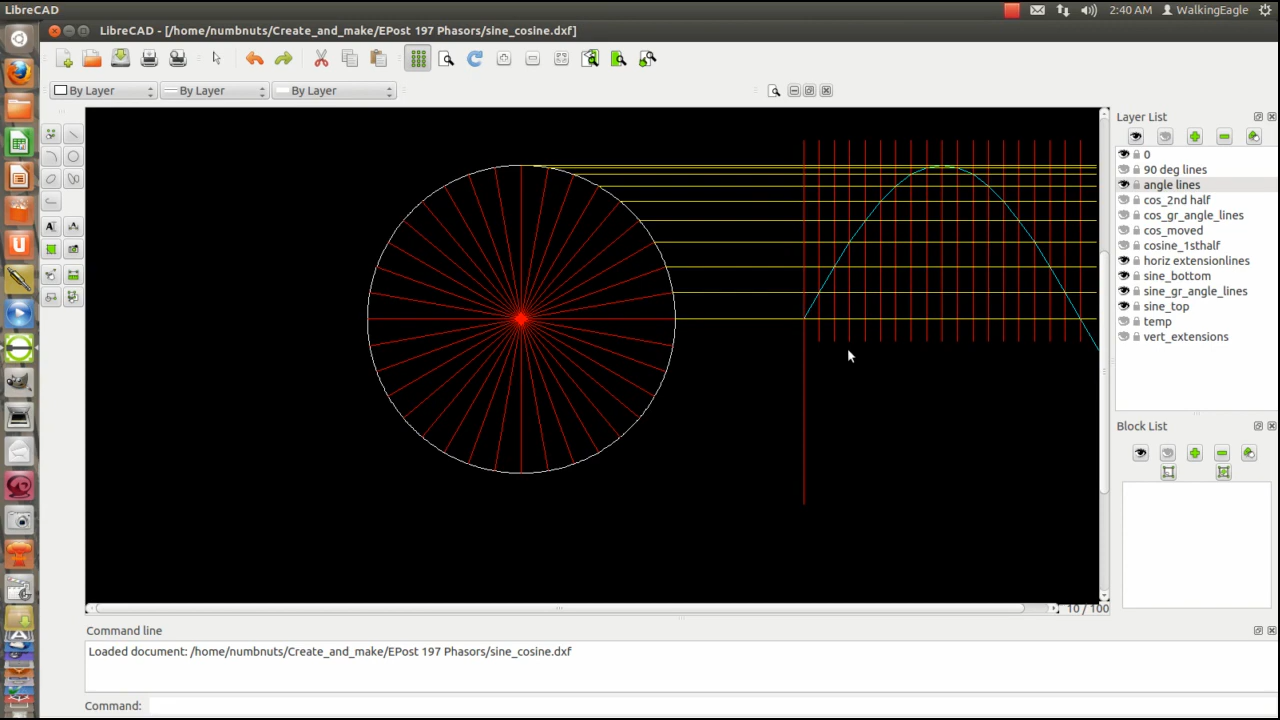 LibreCAD
2:40 AM
WalkingEagle
LibreCAD - [/home/numbnuts/Create_and_make/EPost 197 Phasors/sine_cosine.dxf]
By Layer
By Layer
By Layer
Layer List
0
90 deg lines
angle lines
cos_2nd half
cos_gr_angle_lines
cos_moved
cosine_1sthalf
horiz extensionlines
sine_bottom
sine_gr_angle_lines
sine_top
temp
vert_extensions
Block List
10 / 100
Command line
Loaded document: /home/numbnuts/Create_and_make/EPost 197 Phasors/sine_cosine.dxf
Command: